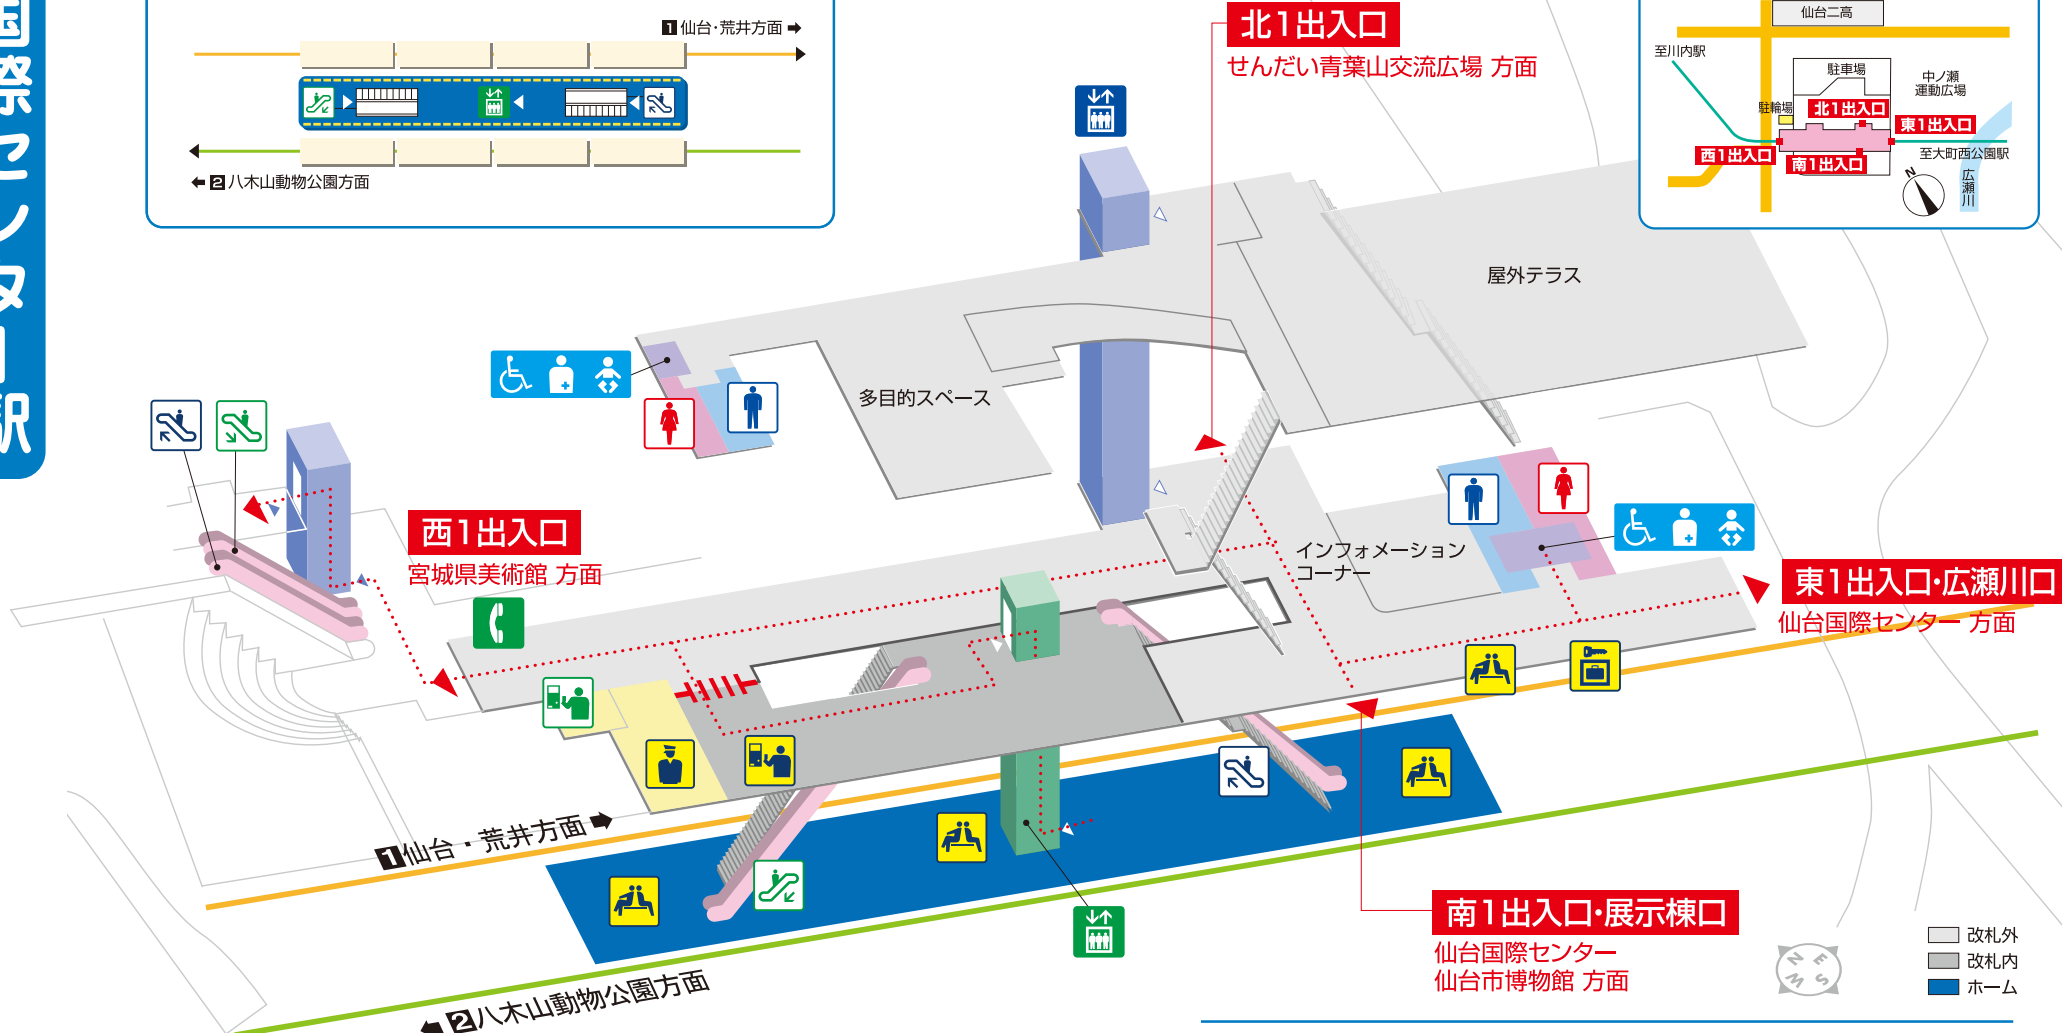 国際センター駅
1 仙台・荒井方面
2 八木山動物公園方面
北1出入口
せんだい青葉山交流広場 方面
仙台二高
至川内駅
駐車場
中ノ瀬
運動広場
駐輪場
北1出入口
東1出入口
西1出入口
南1出入口
至大町西公園駅
広瀬川
N
屋外テラス
多目的スペース
西1出入口
宮城県美術館 方面
インフォメーション
コーナー
東1出入口・広瀬川口
仙台国際センター 方面
1 仙台・荒井方面
2 八木山動物公園方面
南1出入口・展示棟口
仙台国際センター
仙台市博物館 方面
N
E
W
S
改札外
改札内
ホーム